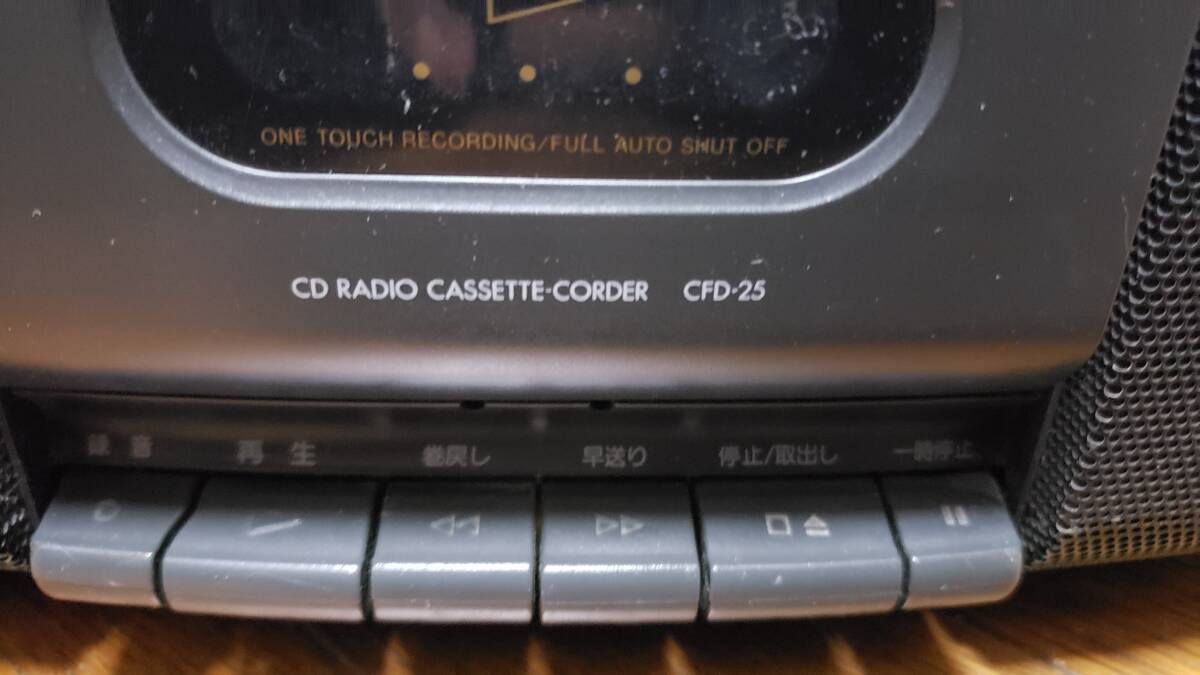 ONE TOUCH RECORDING/FULL AUTO SHUT OFF
CD RADIO CASSETTE-CORDER CFD-25
録音 再生 巻戻し 早送り 停止/取出し 一時停止